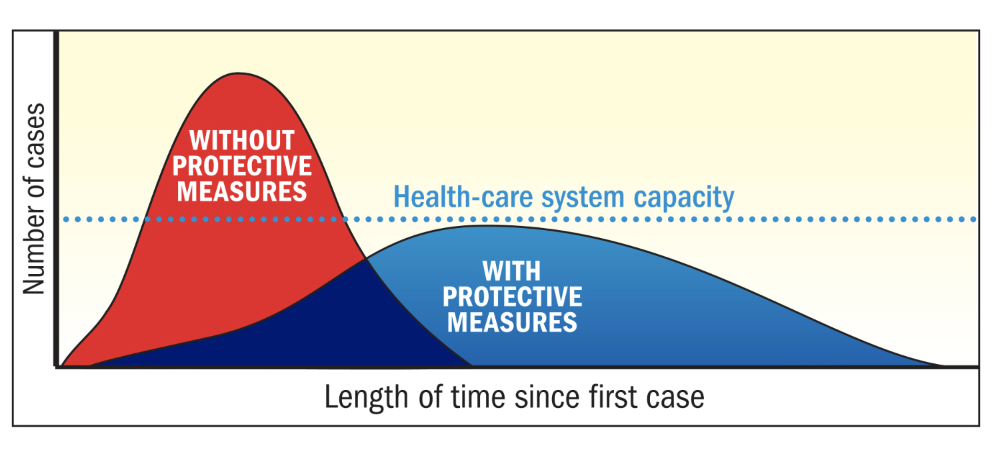 Number of cases
WITHOUT
PROTECTIVE
MEASURES
Health-care system capacity
WITH
PROTECTIVE
MEASURES
Length of time since first case